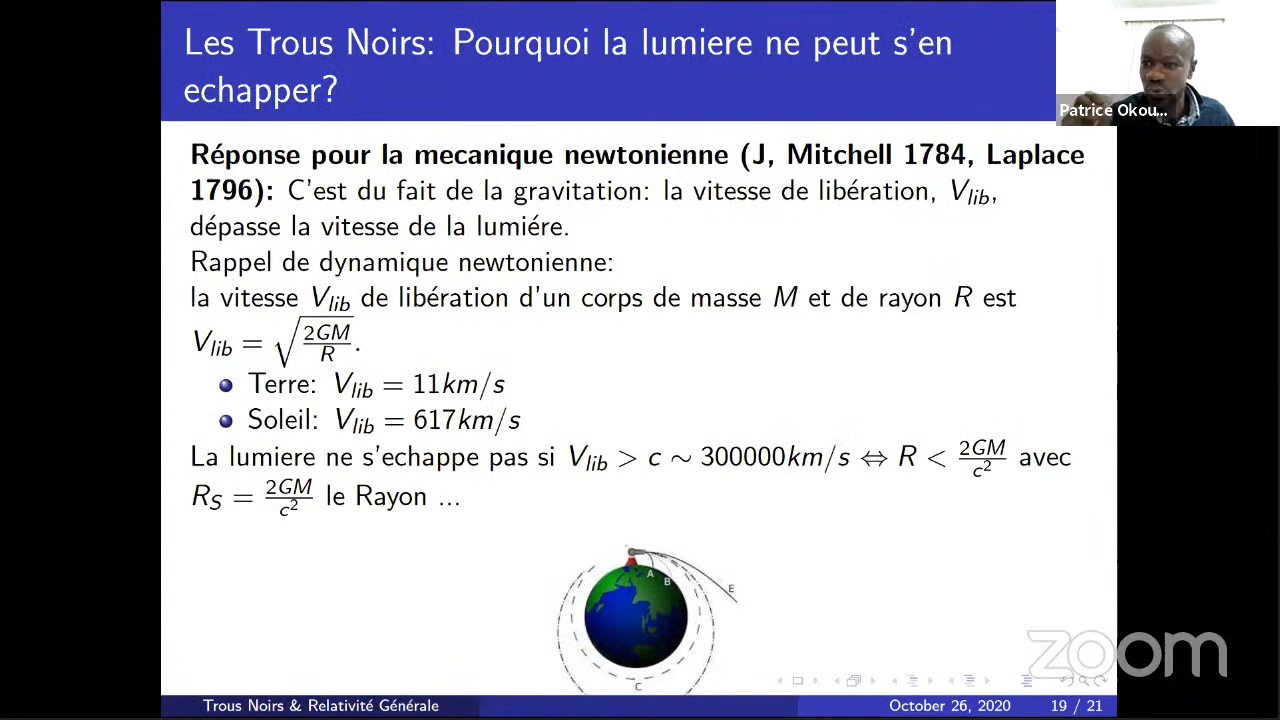 Les Trous Noirs: Pourquoi la lumiere ne peut s'en
echapper?
Patrice Okou...
Réponse pour la mecanique newtonienne (J, Mitchell 1784, Laplace
1796): C'est du fait de la gravitation: la vitesse de libération, V_lib,
dépasse la vitesse de la lumiére.
Rappel de dynamique newtonienne:
la vitesse V_lib de libération d'un corps de masse M et de rayon R est
V_lib = √(2GM/R).
Terre: V_lib = 11km/s
Soleil: V_lib = 617km/s
La lumiere ne s'echappe pas si V_lib > c ∼ 300000km/s ⇔ R < 2GM/c² avec
R_S = 2GM/c² le Rayon ...
A
B
E
C
zoom
Trous Noirs & Relativité Générale October 26, 2020 19 / 21